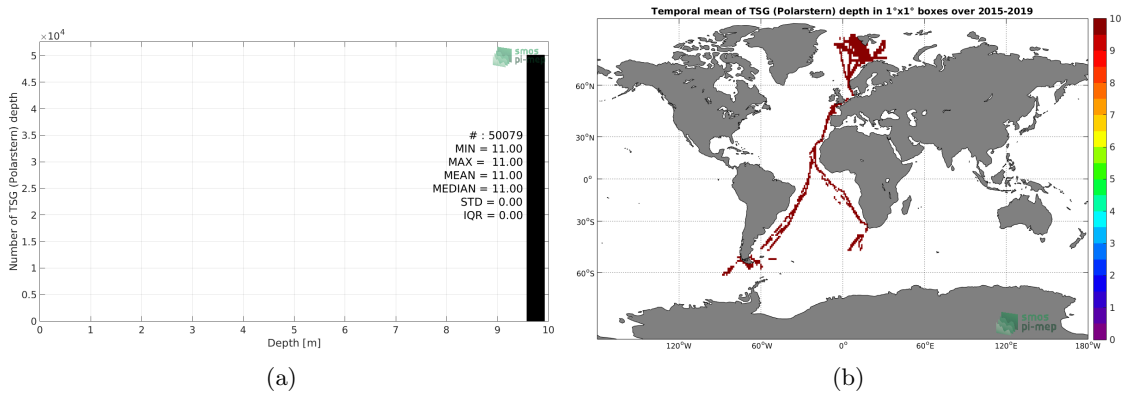 ×10⁴
5
4.5
4
3.5
3
2.5
2
1.5
1
0.5
0
Number of TSG (Polarstern) depth
smos
pi-mep
# : 50079
MIN = 11.00
MAX = 11.00
MEAN = 11.00
MEDIAN = 11.00
STD = 0.00
IQR = 0.00
0 1 2 3 4 5 6 7 8 9 10
Depth [m]
(a)
Temporal mean of TSG (Polarstern) depth in 1°x1° boxes over 2015-2019
60°N
30°N
0°
30°S
60°S
120°W 60°W 0° 60°E 120°E 180°W
smos
pi-mep
10
9
8
7
6
5
4
3
2
1
0
(b)